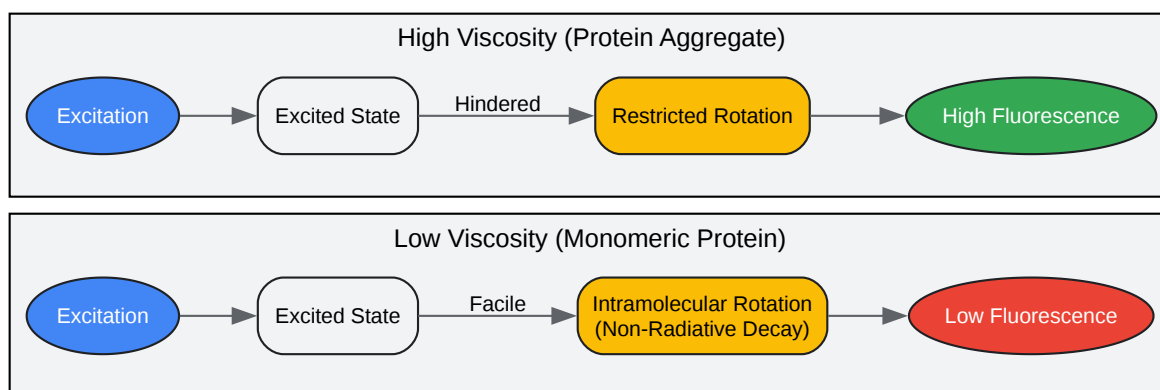 High Viscosity (Protein Aggregate)
Excitation
Excited State
Hindered
Restricted Rotation
High Fluorescence
Low Viscosity (Monomeric Protein)
Excitation
Excited State
Facile
Intramolecular Rotation
(Non-Radiative Decay)
Low Fluorescence